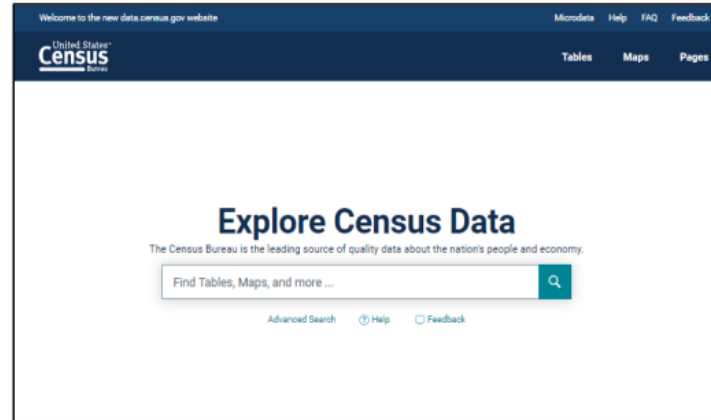 Welcome to the new data.census.gov website
Microdata Help FAQ Feedback
United States™
Census
Bureau
Tables Maps Pages
Explore Census Data
The Census Bureau is the leading source of quality data about the nation's people and economy.
Find Tables, Maps, and more ...
Advanced Search Help Feedback